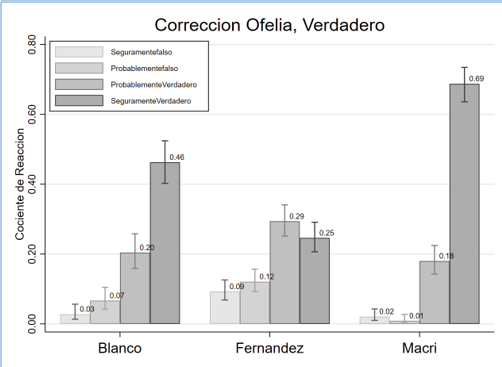 Correccion Ofelia, Verdadero
Cociente de Reaccion
0.80
0.60
0.40
0.20
0.00
Seguramentefalso
Probablementefalso
ProbablementeVerdadero
SeguramenteVerdadero
0.03
0.07
0.20
0.46
0.09
0.12
0.29
0.25
0.02
0.01
0.18
0.69
Blanco
Fernandez
Macri